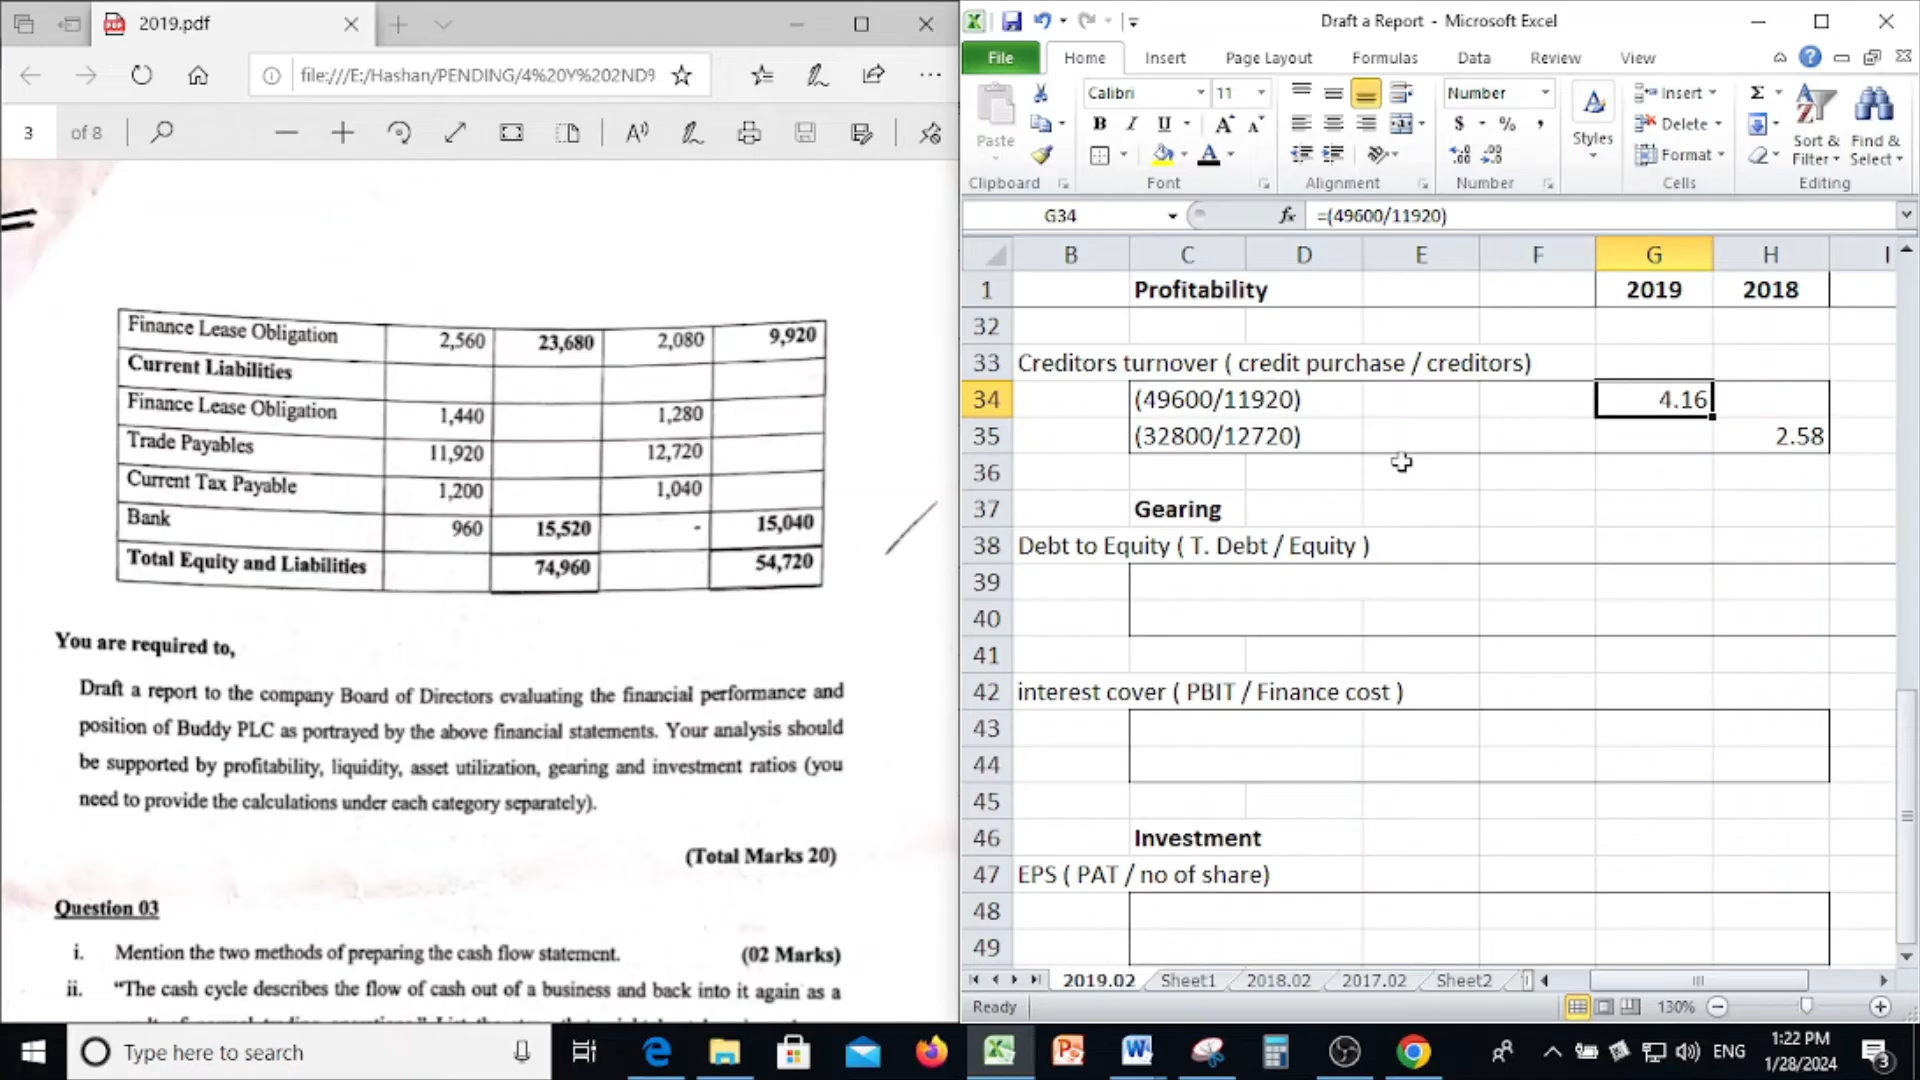 2019.pdf
file:///E:/Hashan/PENDING/4%20Y%202ND9
3 of 8
Finance Lease Obligation 2,560 23,680 2,080 9,920
Current Liabilities
Finance Lease Obligation 1,440 1,280
Trade Payables 11,920 12,720
Current Tax Payable 1,200 1,040
Bank 960 15,520 - 15,040
Total Equity and Liabilities 74,960 54,720
You are required to,
Draft a report to the company Board of Directors evaluating the financial performance and
position of Buddy PLC as portrayed by the above financial statements. Your analysis should
be supported by profitability, liquidity, asset utilization, gearing and investment ratios (you
need to provide the calculations under each category separately).
(Total Marks 20)
Question 03
i. Mention the two methods of preparing the cash flow statement. (02 Marks)
ii. "The cash cycle describes the flow of cash out of a business and back into it again as a
Draft a Report - Microsoft Excel
File Home Insert Page Layout Formulas Data Review View
Paste
Calibri 11
B I U A A
Number
$ % ,
Styles
Insert
Delete
Format
Σ
Sort & Filter
Find & Select
Clipboard Font Alignment Number Cells Editing
G34 fx =(49600/11920)
B C D E F G H I
1 Profitability 2019 2018
32
33 Creditors turnover ( credit purchase / creditors)
34 (49600/11920) 4.16
35 (32800/12720) 2.58
36
37 Gearing
38 Debt to Equity ( T. Debt / Equity )
39
40
41
42 interest cover ( PBIT / Finance cost )
43
44
45
46 Investment
47 EPS ( PAT / no of share)
48
49
2019.02 Sheet1 2018.02 2017.02 Sheet2
Ready 130%
Type here to search
ENG
1:22 PM
1/28/2024
3